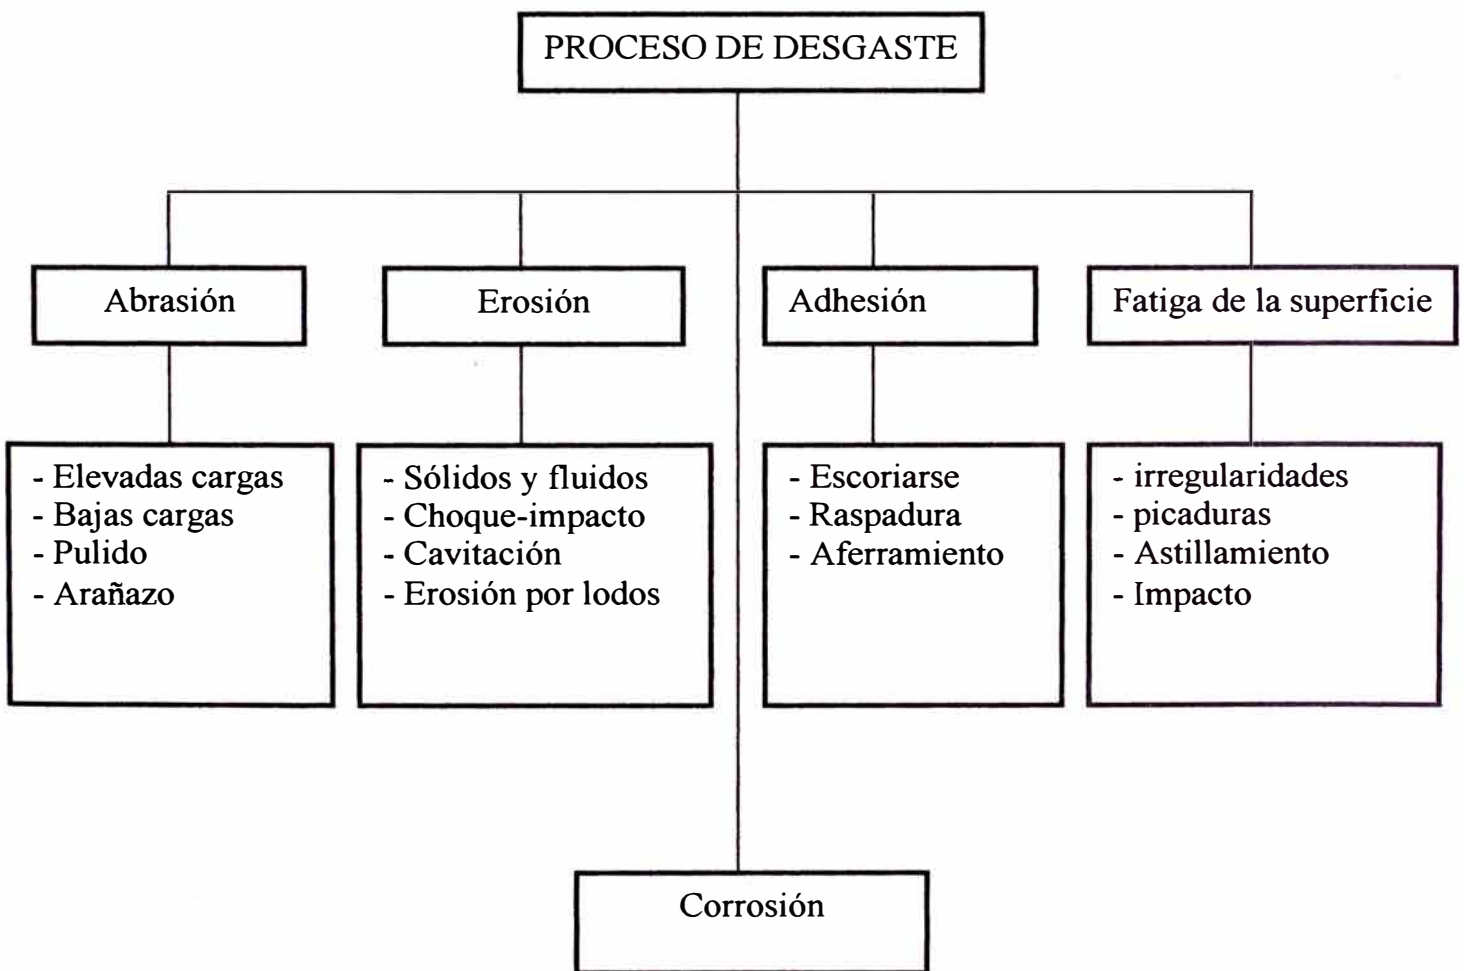 PROCESO DE DESGASTE
Abrasión
Erosión
Adhesión
Fatiga de la superficie
- Elevadas cargas
- Bajas cargas
- Pulido
- Arañazo
- Sólidos y fluidos
- Choque-impacto
- Cavitación
- Erosión por lodos
- Escoriarse
- Raspadura
- Aferramiento
- irregularidades
- picaduras
- Astillamiento
- Impacto
Corrosión